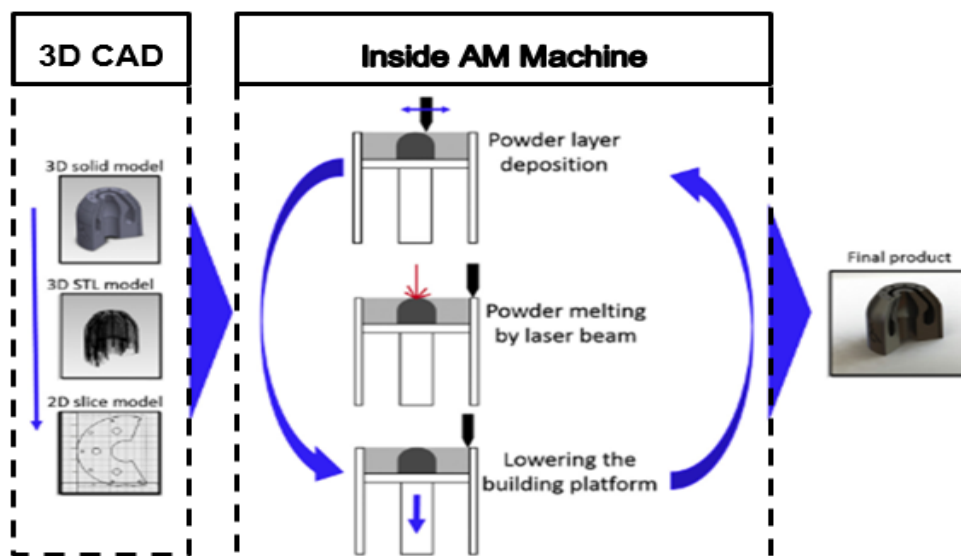 3D CAD
Inside AM Machine
3D solid model
3D STL model
2D slice model
Powder layer
deposition
Powder melting
by laser beam
Lowering the
building platform
Final product